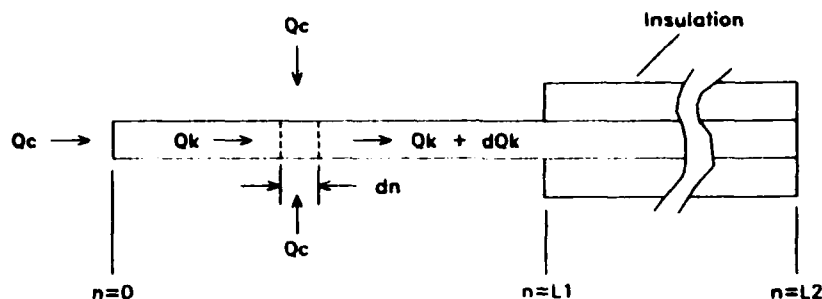 Qc
Insulation
Qc
Qk
Qk + dQk
dn
Qc
n=0
n=L1
n=L2